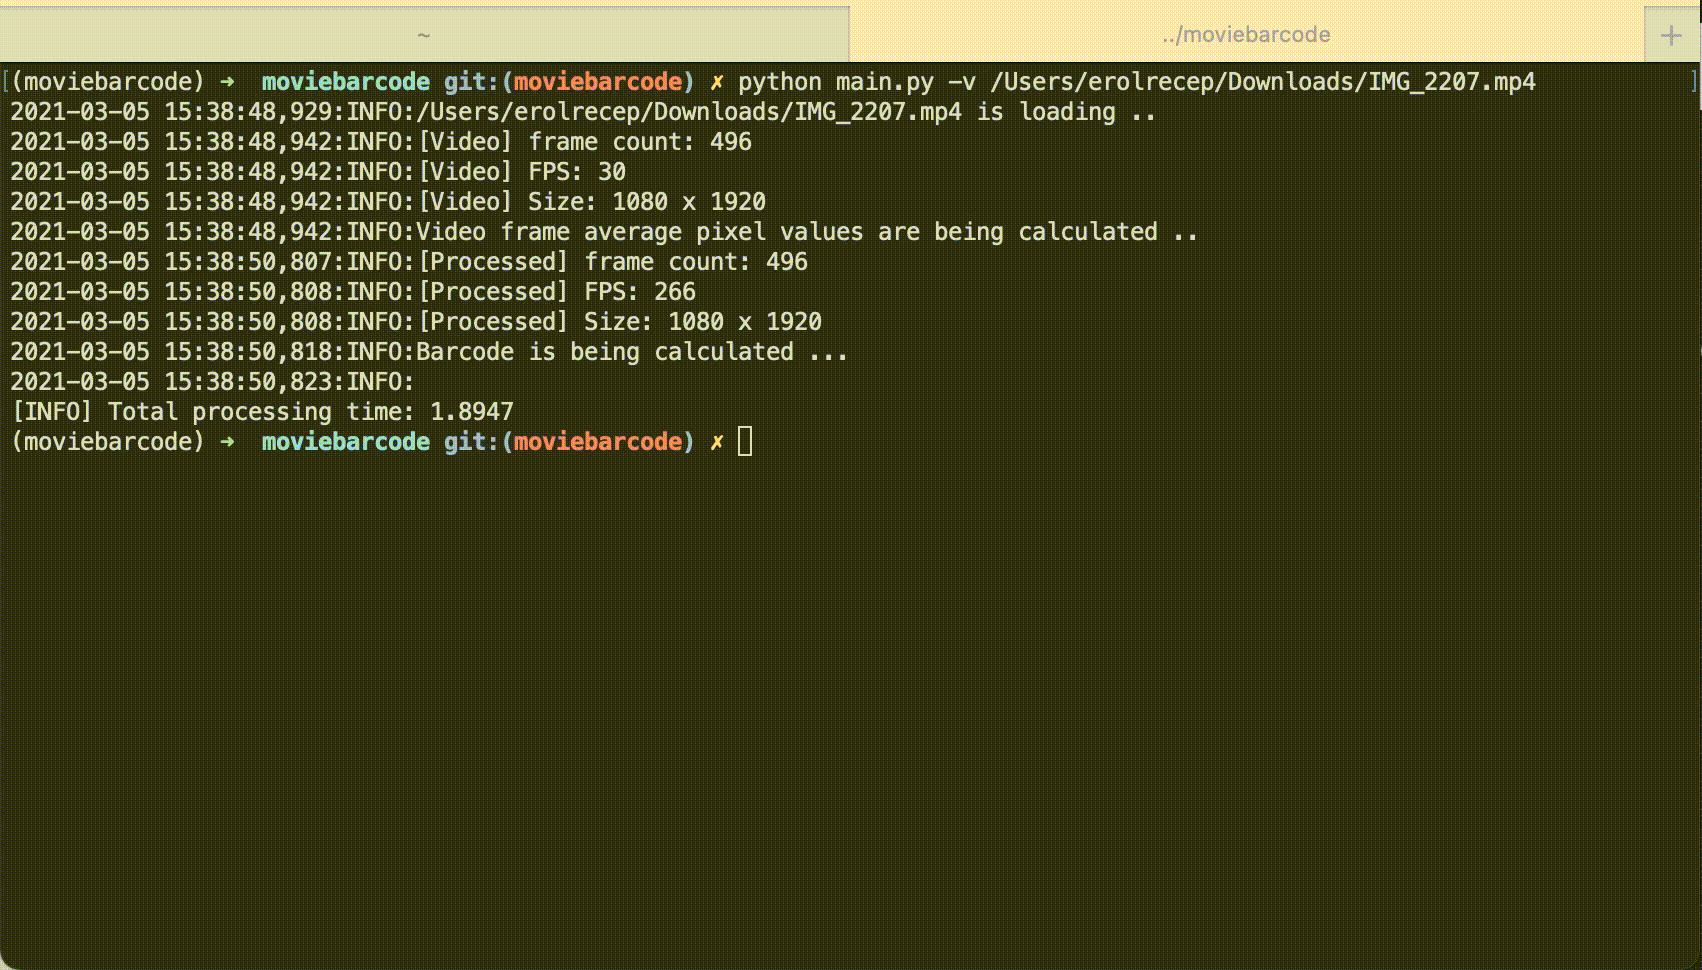 ~
../moviebarcode
+
[(moviebarcode) ➜  moviebarcode git:(moviebarcode) ✗ python main.py -v /Users/erolrecep/Downloads/IMG_2207.mp4 ]
2021-03-05 15:38:48,929:INFO:/Users/erolrecep/Downloads/IMG_2207.mp4 is loading ..
2021-03-05 15:38:48,942:INFO:[Video] frame count: 496
2021-03-05 15:38:48,942:INFO:[Video] FPS: 30
2021-03-05 15:38:48,942:INFO:[Video] Size: 1080 x 1920
2021-03-05 15:38:48,942:INFO:Video frame average pixel values are being calculated ..
2021-03-05 15:38:50,807:INFO:[Processed] frame count: 496
2021-03-05 15:38:50,808:INFO:[Processed] FPS: 266
2021-03-05 15:38:50,808:INFO:[Processed] Size: 1080 x 1920
2021-03-05 15:38:50,818:INFO:Barcode is being calculated ...
2021-03-05 15:38:50,823:INFO:
[INFO] Total processing time: 1.8947
(moviebarcode) ➜  moviebarcode git:(moviebarcode) ✗